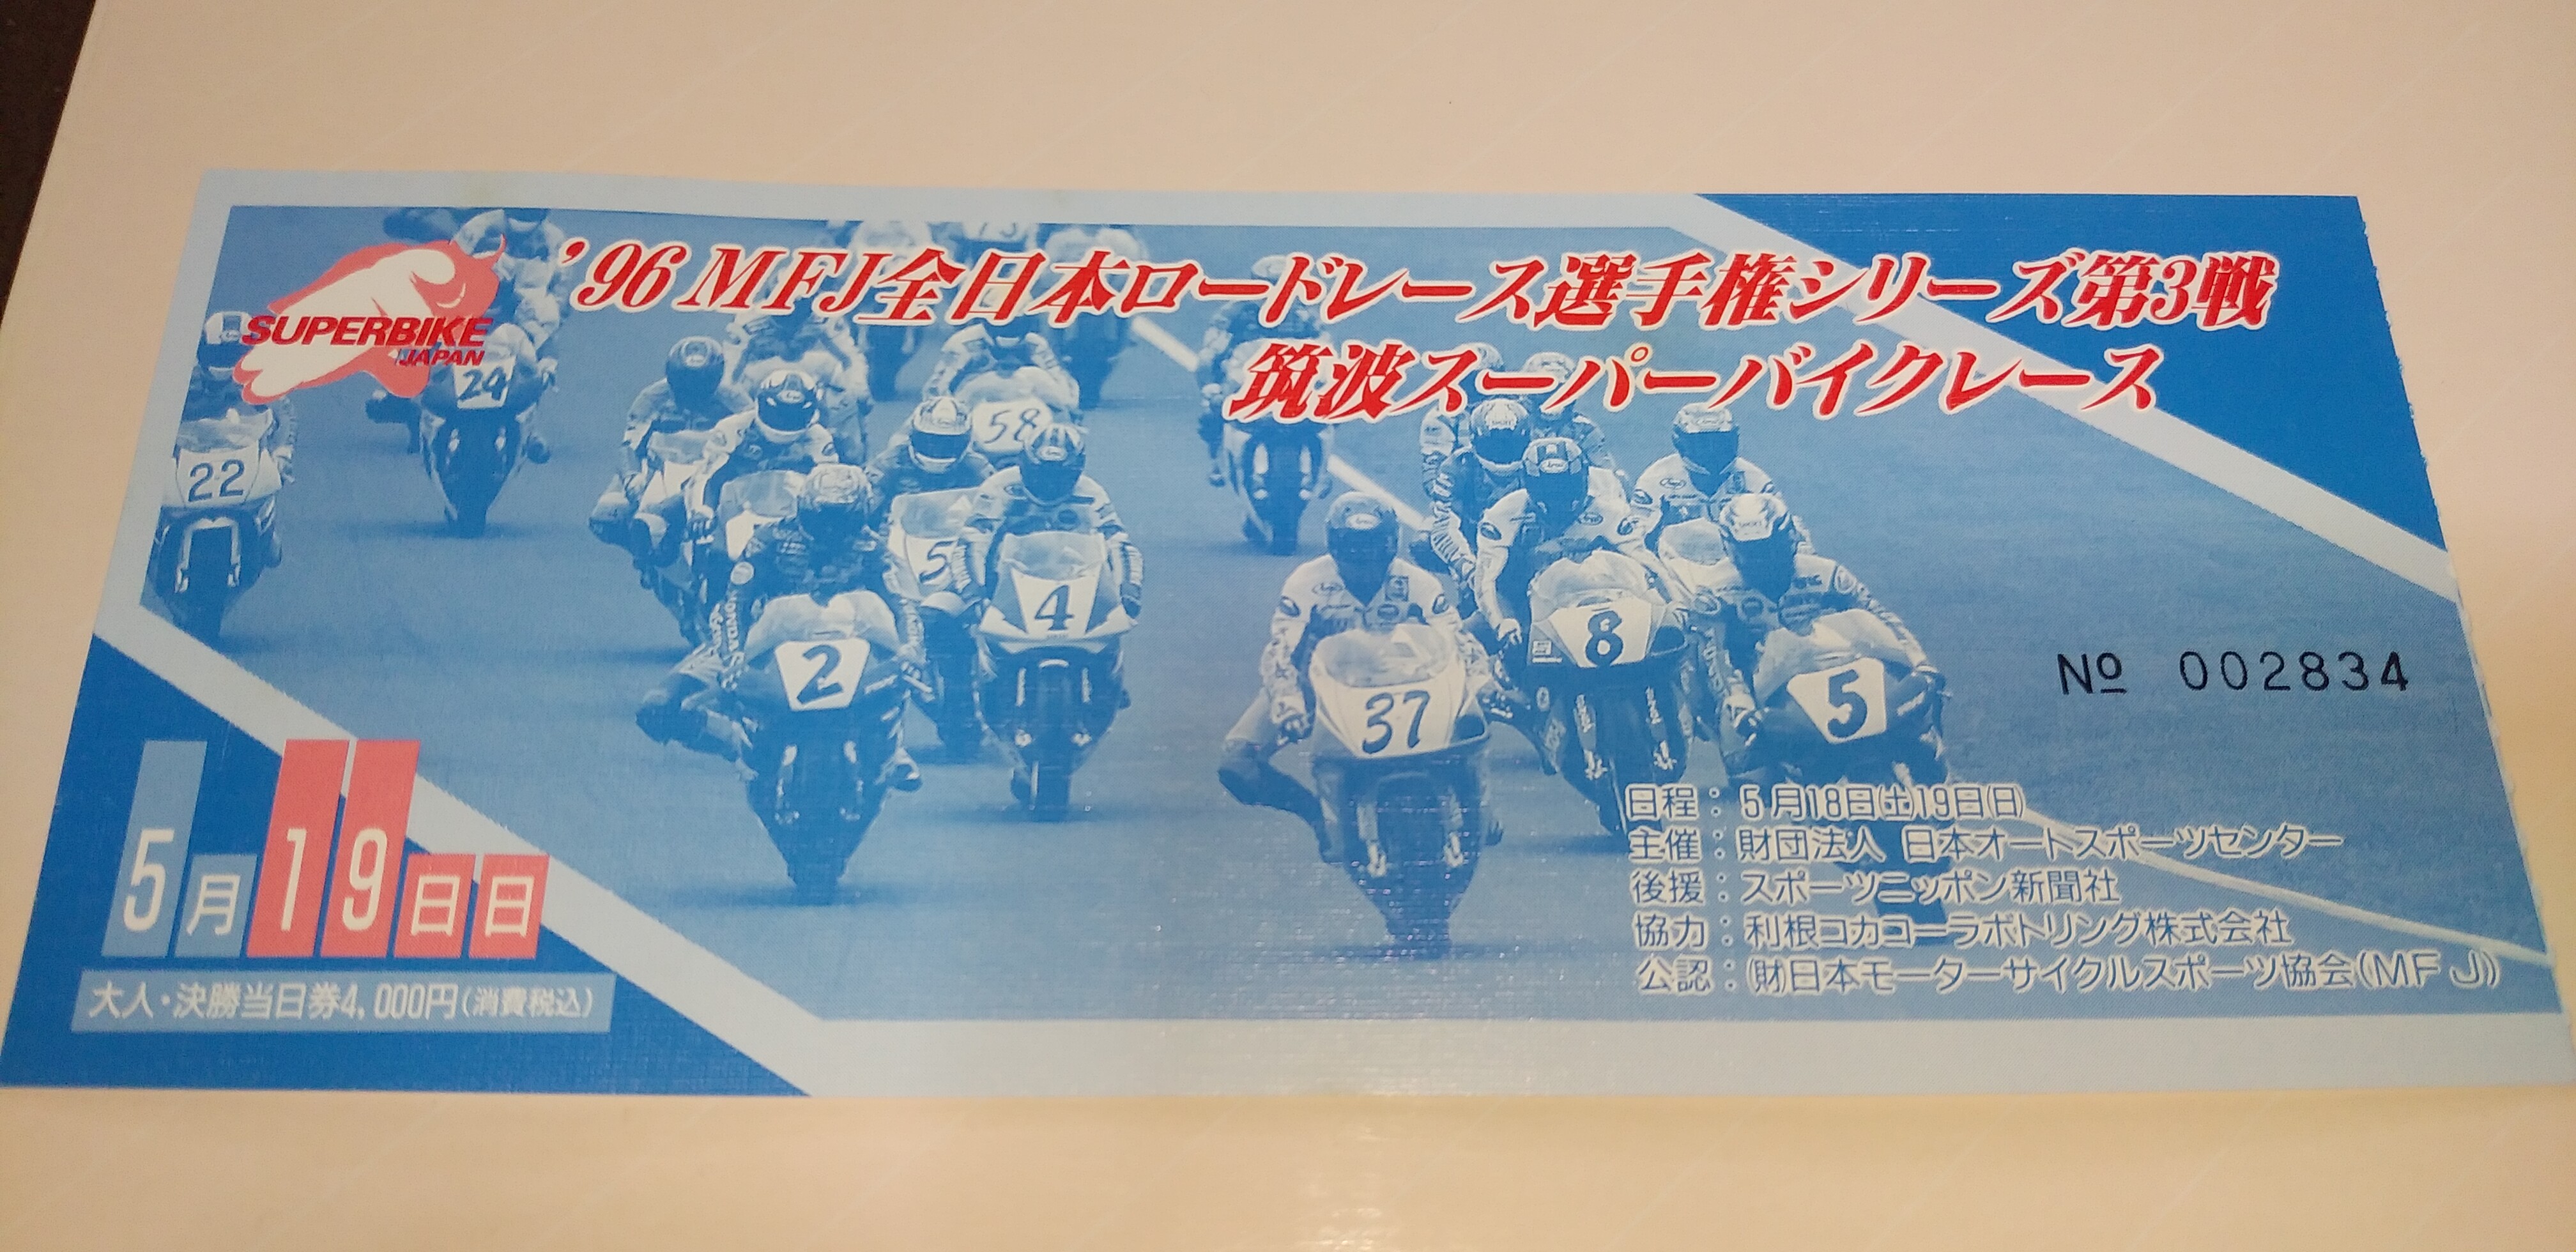 '96 MFJ全日本ロードレース選手権シリーズ第3戦
筑波スーパーバイクレース
SUPERBIKE
JAPAN
24
22
58
5
4
2
37
8
5
№ 002834
5月19日日
大人・決勝当日券4,000円(消費税込)
日程：5月18日(土)19日(日)
主催：財団法人 日本オートスポーツセンター
後援：スポーツニッポン新聞社
協力：利根コカコーラボトリング株式会社
公認：(財)日本モーターサイクルスポーツ協会(MFJ)